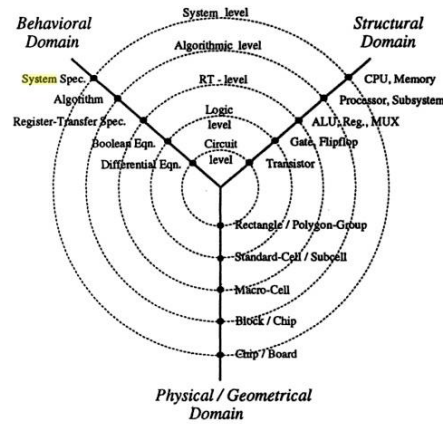 System level
Behavioral
Domain
Structural
Domain
Algorithmic level
System Spec.
CPU, Memory
RT - level
Algorithm
Processor, Subsystem
Register-Transfer Spec.
Logic
level
ALU, Reg., MUX
Boolean Eqn.
Gate, Flipflop
Circuit
level
Differential Eqn.
Transistor
Rectangle / Polygon-Group
Standard-Cell / Subcell
Macro-Cell
Block / Chip
Chip / Board
Physical / Geometrical
Domain